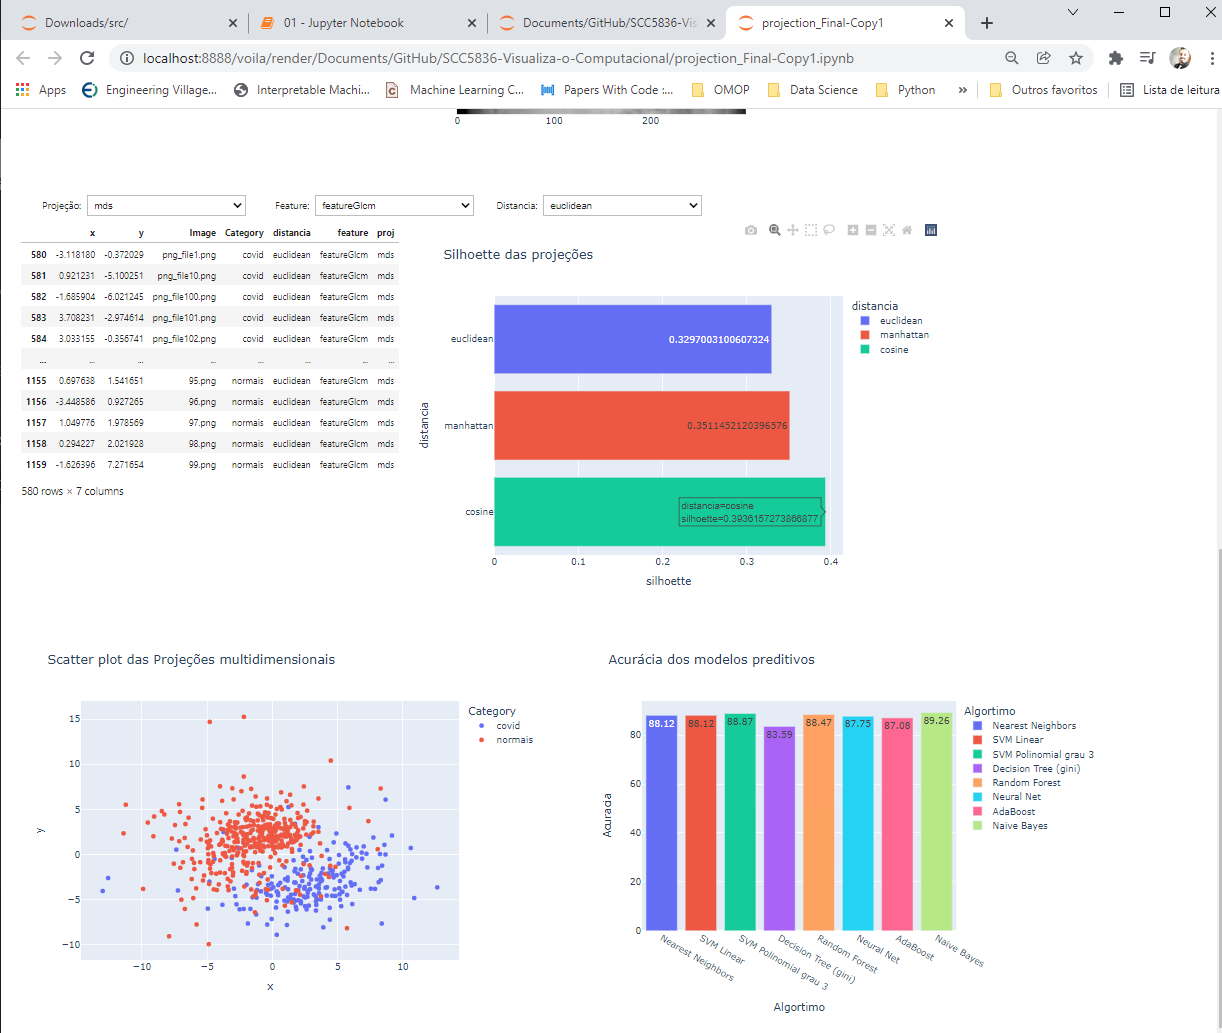 Downloads/src/
01 - Jupyter Notebook
Documents/GitHub/SCC5836-Vis
projection_Final-Copy1
localhost:8888/voila/render/Documents/GitHub/SCC5836-Visualiza-o-Computacional/projection_Final-Copy1.ipynb
Apps Engineering Village... Interpretable Machi... Machine Learning C... Papers With Code :... OMOP Data Science Python » Outros favoritos Lista de leitura
0 100 200
Projeção: mds Feature: featureGlcm Distancia: euclidean
x y Image Category distancia feature proj
580 -3.118180 -0.372029 png_file1.png covid euclidean featureGlcm mds
581 0.921231 -5.100251 png_file10.png covid euclidean featureGlcm mds
582 -1.685904 -6.021245 png_file100.png covid euclidean featureGlcm mds
583 3.708231 -2.974614 png_file101.png covid euclidean featureGlcm mds
584 3.033155 -0.356741 png_file102.png covid euclidean featureGlcm mds
... ... ... ... ... ... ... ...
1155 0.697638 1.541651 95.png normais euclidean featureGlcm mds
1156 -3.448586 0.927265 96.png normais euclidean featureGlcm mds
1157 1.049776 1.978569 97.png normais euclidean featureGlcm mds
1158 0.294227 2.021928 98.png normais euclidean featureGlcm mds
1159 -1.626396 7.271654 99.png normais euclidean featureGlcm mds
580 rows × 7 columns
Silhoette das projeções
distancia
euclidean
manhattan
cosine
euclidean 0.3297003100607324
manhattan 0.3511452120396576
cosine
distancia=cosine
silhoette=0.3936157273866877
distancia
0 0.1 0.2 0.3 0.4
silhoette
Scatter plot das Projeções multidimensionais
Category
covid
normais
15
10
5
0
−5
−10
y
−10 −5 0 5 10
x
Acurácia dos modelos preditivos
88.12 88.12 88.87 83.59 88.47 87.75 87.08 89.26
80
60
40
20
0
Acurada
Nearest Neighbors
SVM Linear
SVM Polinomial grau 3
Decision Tree (gini)
Random Forest
Neural Net
AdaBoost
Naive Bayes
Algortimo
Algortimo
Nearest Neighbors
SVM Linear
SVM Polinomial grau 3
Decision Tree (gini)
Random Forest
Neural Net
AdaBoost
Naive Bayes